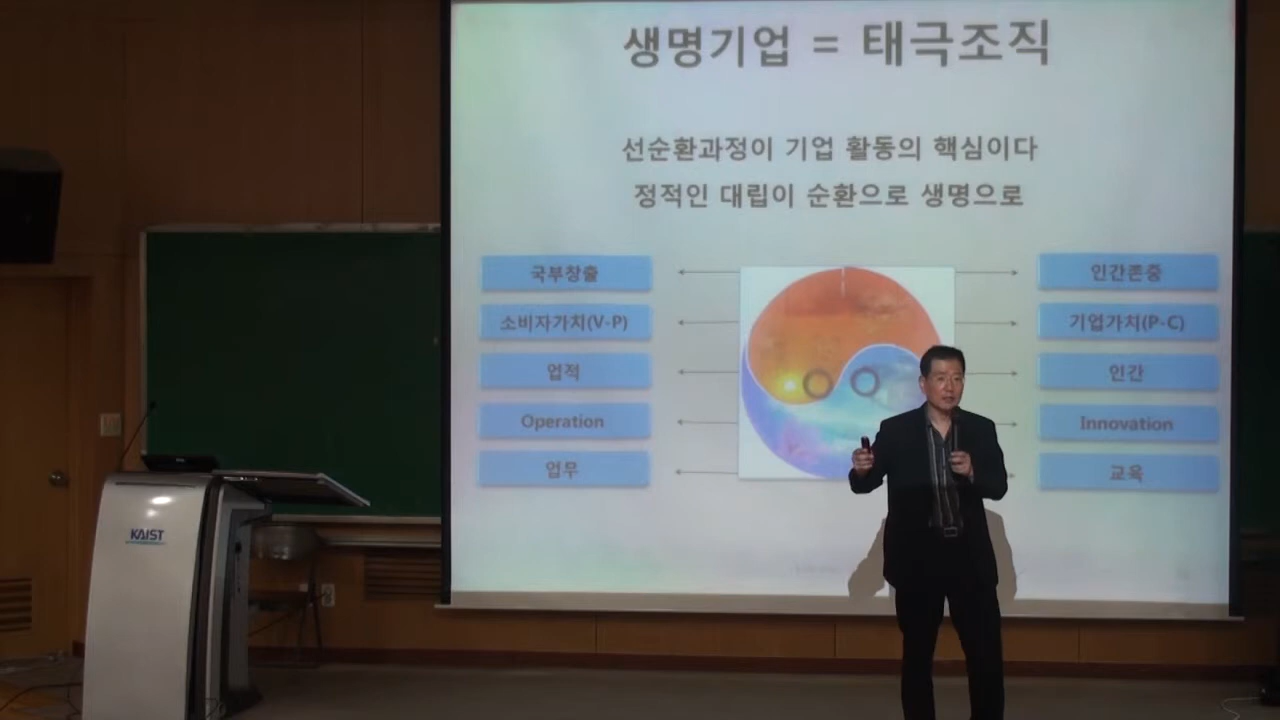 생명기업 = 태극조직
선순환과정이 기업 활동의 핵심이다
정적인 대립이 순환으로 생명으로
국부창출
인간존중
소비자가치(V-P)
기업가치(P-C)
업적
인간
Operation
Innovation
업무
교육
KAIST